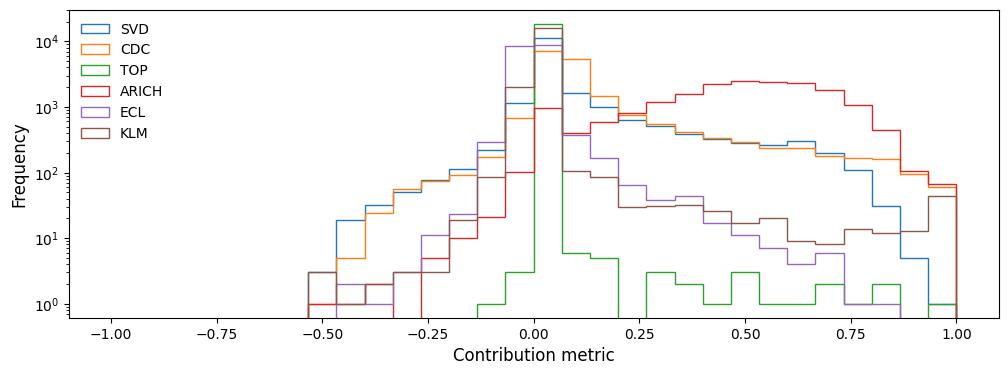 SVD
CDC
TOP
ARICH
ECL
KLM
Frequency
10⁴
10³
10²
10¹
10⁰
−1.00 −0.75 −0.50 −0.25 0.00 0.25 0.50 0.75 1.00
Contribution metric